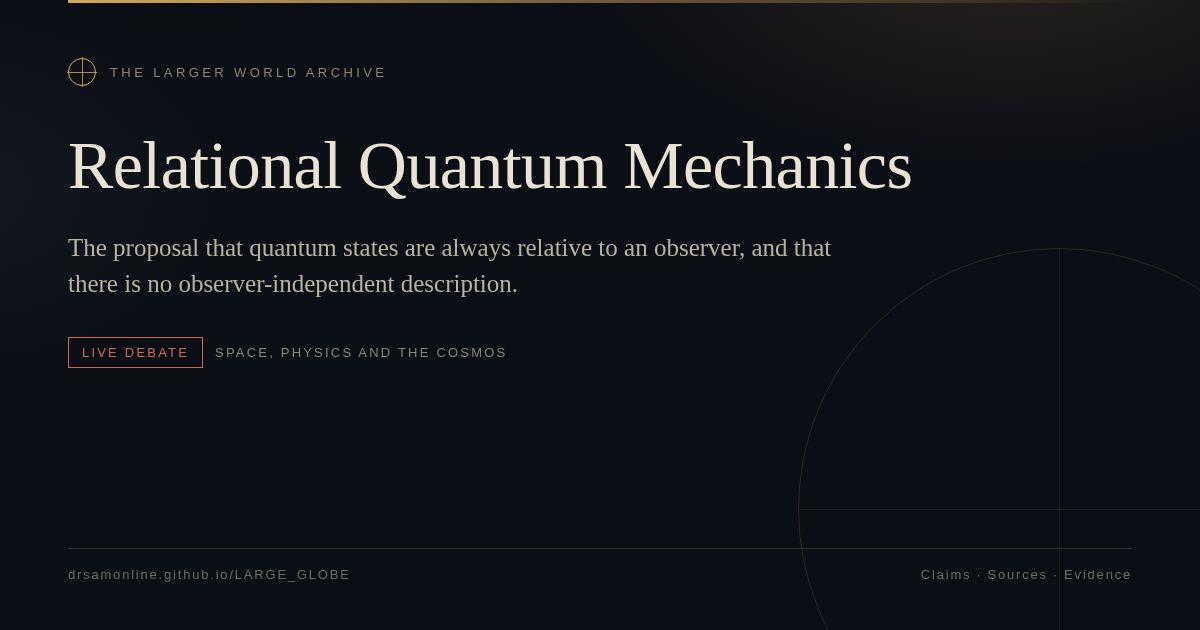 THE LARGER WORLD ARCHIVE
Relational Quantum Mechanics
The proposal that quantum states are always relative to an observer, and that
there is no observer-independent description.
LIVE DEBATE SPACE, PHYSICS AND THE COSMOS
drsamonline.github.io/LARGE_GLOBE Claims · Sources · Evidence